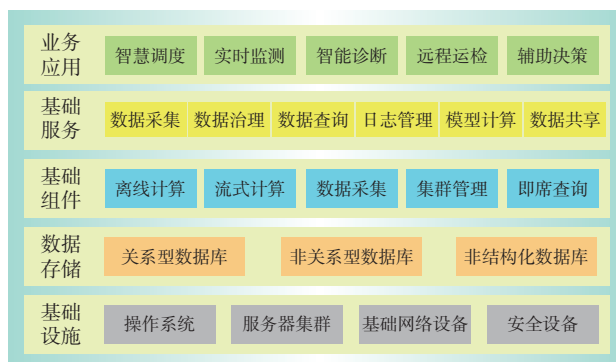 业务
应用
智慧调度 实时监测 智能诊断 远程运检 辅助决策
基础
服务
数据采集 数据治理 数据查询 日志管理 模型计算 数据共享
基础
组件
离线计算 流式计算 数据采集 集群管理 即席查询
数据
存储
关系型数据库 非关系型数据库 非结构化数据库
基础
设施
操作系统 服务器集群 基础网络设备 安全设备